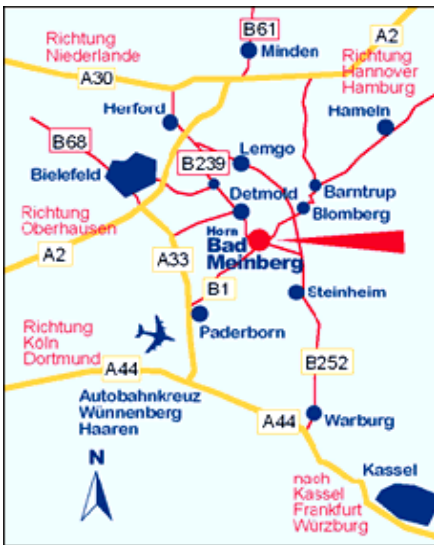 B61
A2
Minden
Richtung
Niederlande
Richtung
Hannover
Hamburg
A30
Herford
Hameln
B68
Lemgo
B239
Bielefeld
Detmold
Barntrup
Blomberg
Richtung
Oberhausen
Horn
Bad
Meinberg
A2
A33
B1
Steinheim
Paderborn
Richtung
Köln
Dortmund
B252
A44
Autobahnkreuz
Wünnenberg
Haaren
A44
Warburg
N
Kassel
nach
Kassel
Frankfurt
Würzburg